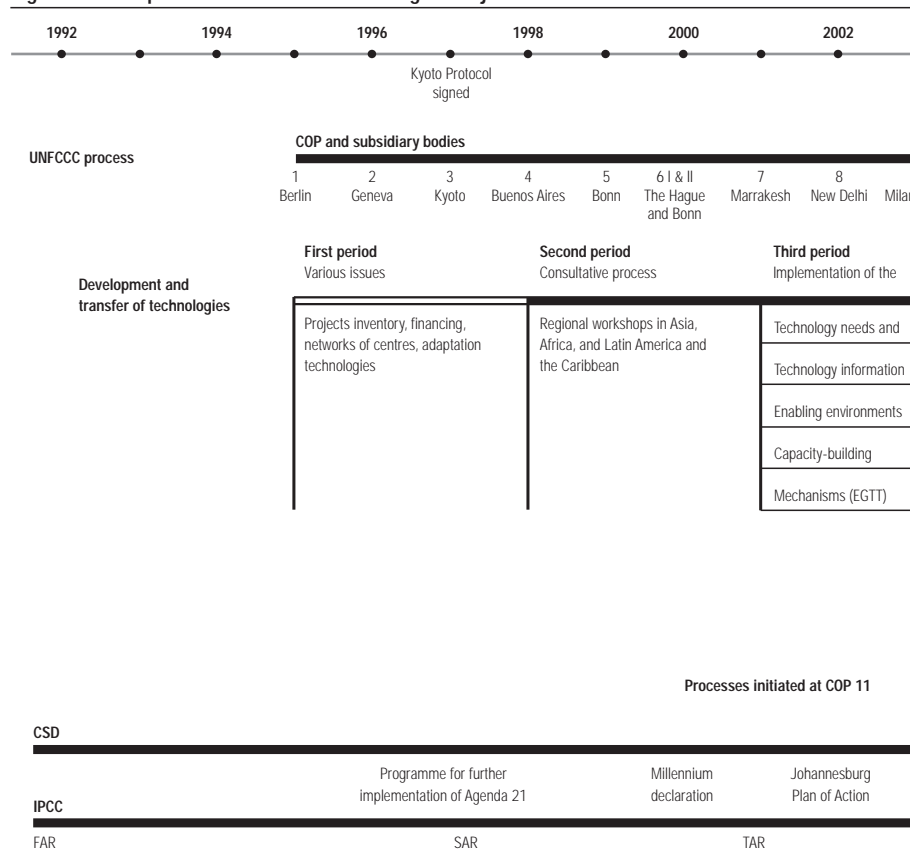 1992 1994 1996 1998 2000 2002
Kyoto Protocol
signed
COP and subsidiary bodies
UNFCCC process
1 2 3 4 5 6 I & II 7 8
Berlin Geneva Kyoto Buenos Aires Bonn The Hague Marrakesh New Delhi
and Bonn
First period Second period Third period
Various issues Consultative process Implementation of the
Development and
transfer of technologies
Projects inventory, financing,
networks of centres, adaptation
technologies
Regional workshops in Asia,
Africa, and Latin America and
the Caribbean
Technology needs and
Technology information
Enabling environments
Capacity-building
Mechanisms (EGTT)
Processes initiated at COP 11
CSD
Programme for further
implementation of Agenda 21
Millennium
declaration
Johannesburg
Plan of Action
IPCC
FAR SAR TAR